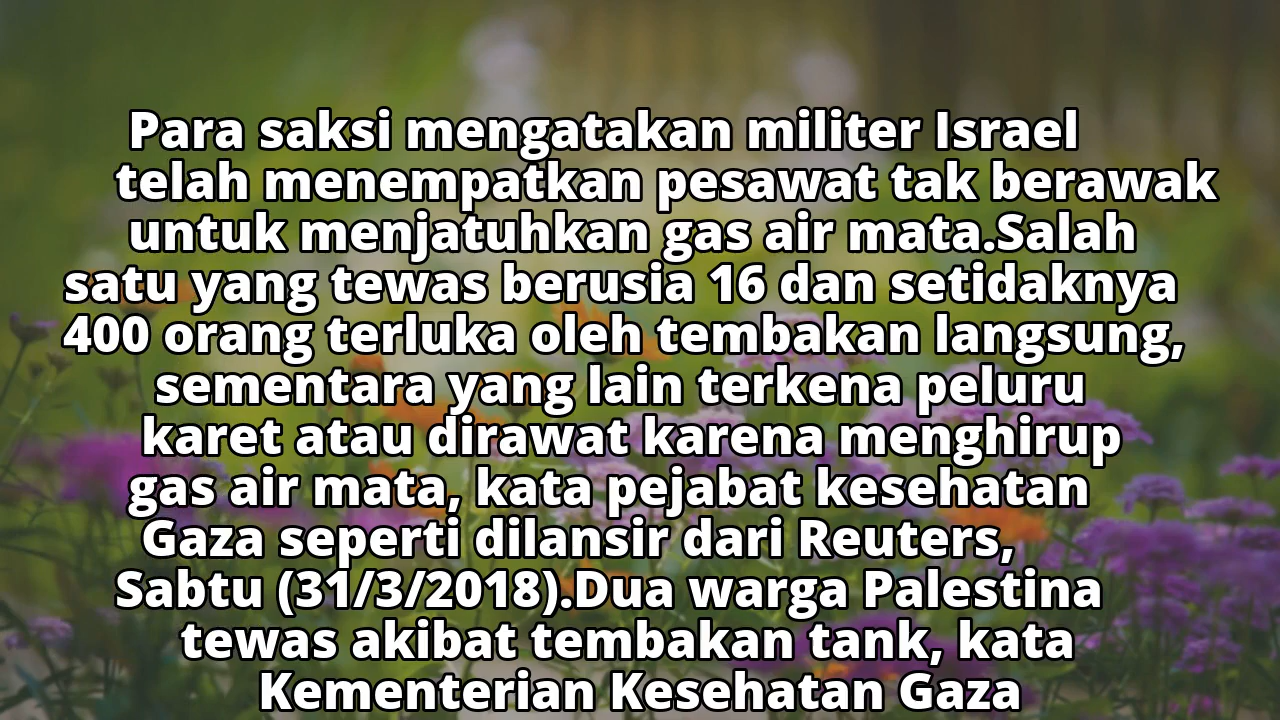 Para saksi mengatakan militer Israel
telah menempatkan pesawat tak berawak
untuk menjatuhkan gas air mata.Salah
satu yang tewas berusia 16 dan setidaknya
400 orang terluka oleh tembakan langsung,
sementara yang lain terkena peluru
karet atau dirawat karena menghirup
gas air mata, kata pejabat kesehatan
Gaza seperti dilansir dari Reuters,
Sabtu (31/3/2018).Dua warga Palestina
tewas akibat tembakan tank, kata
Kementerian Kesehatan Gaza